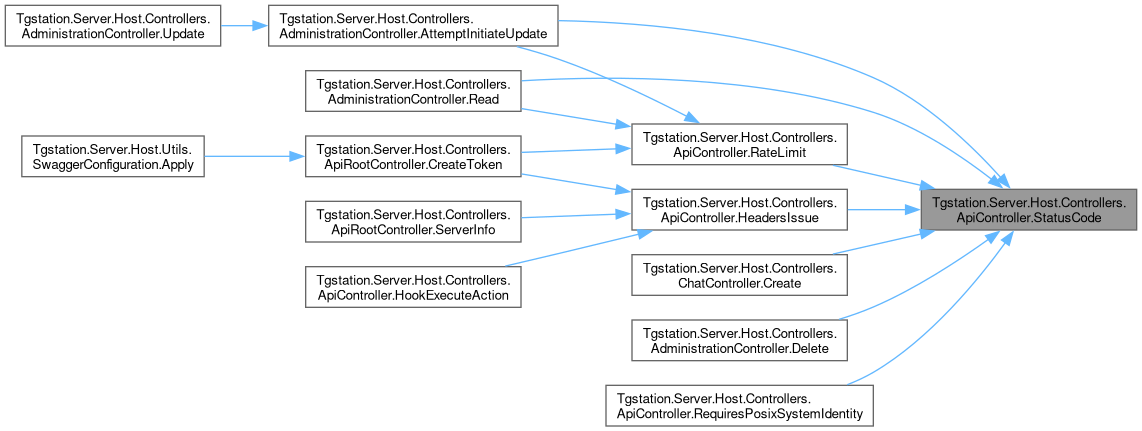 Tgstation.Server.Host.Controllers.
AdministrationController.Update
Tgstation.Server.Host.Controllers.
AdministrationController.AttemptInitiateUpdate
Tgstation.Server.Host.Controllers.
AdministrationController.Read
Tgstation.Server.Host.Controllers.
ApiController.RateLimit
Tgstation.Server.Host.Utils.
SwaggerConfiguration.Apply
Tgstation.Server.Host.Controllers.
ApiRootController.CreateToken
Tgstation.Server.Host.Controllers.
ApiController.HeadersIssue
Tgstation.Server.Host.Controllers.
ApiController.StatusCode
Tgstation.Server.Host.Controllers.
ApiRootController.ServerInfo
Tgstation.Server.Host.Controllers.
ApiController.HookExecuteAction
Tgstation.Server.Host.Controllers.
ChatController.Create
Tgstation.Server.Host.Controllers.
AdministrationController.Delete
Tgstation.Server.Host.Controllers.
ApiController.RequiresPosixSystemIdentity